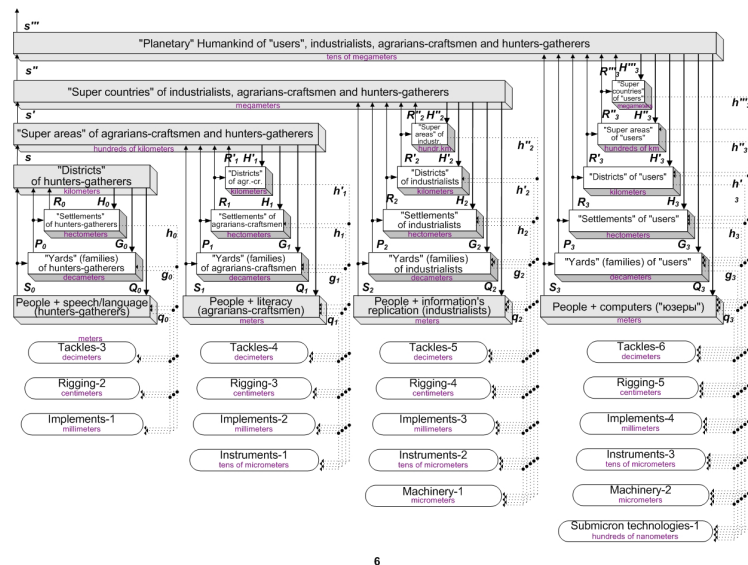 s'''
"Planetary" Humankind of "users", industrialists, agrarians-craftsmen and hunters-gatherers
tens of megameters
s''
"Super countries" of industrialists, agrarians-craftsmen and hunters-gatherers
megameters
s'
"Super areas" of agrarians-craftsmen and hunters-gatherers
hundreds of kilometers
s
"Districts"
of hunters-gatherers
kilometers
R0 H0
"Settlements"
of hunters-gatherers
hectometers
h0
P0 G0
"Yards" (families)
of hunters-gatherers
decameters
g0
S0 Q0
People + speech/language
(hunters-gatherers)
q0
meters
Tackles-3
decimeters
Rigging-2
centimeters
Implements-1
millimeters
R'1 H'1
"Districts"
of agr.-cr.
kilometers
h'1
R1 H1
"Settlements" of
agrarians-craftsmen
hectometers
h1
P1 G1
"Yards" (families)
of agrarians-craftsmen
decameters
g1
S1 Q1
People + literacy
(agrarians-craftsmen)
meters
q1
Tackles-4
decimeters
Rigging-3
centimeters
Implements-2
millimeters
Instruments-1
tens of micrometers
R''2 H''2
"Super
areas" of
industr.
hundr.km
h''2
R'2 H'2
"Districts"
of industrialists
kilometers
h'2
R2 H2
"Settlements"
of industrialists
hectometers
h2
P2 G2
"Yards" (families)
of industrialists
decameters
g2
S2 Q2
People + information's
replication (industrialists)
meters
q2
Tackles-5
decimeters
Rigging-4
centimeters
Implements-3
millimeters
Instruments-2
tens of micrometers
Machinery-1
micrometers
R'''3 H'''3
"Super
countries"
of "users"
megameters
h'''3
R''3 H''3
"Super areas"
of "users"
hundreds of km
h''3
R'3 H'3
"Districts" of "users"
kilometers
h'3
R3 H3
"Settlements" of "users"
hectometers
h3
P3 G3
"Yards" (families) of "users"
decameters
g3
S3 Q3
People + computers ("юзеры")
meters
q3
Tackles-6
decimeters
Rigging-5
centimeters
Implements-4
millimeters
Instruments-3
tens of micrometers
Machinery-2
micrometers
Submicron technologies-1
hundreds of nanometers
6